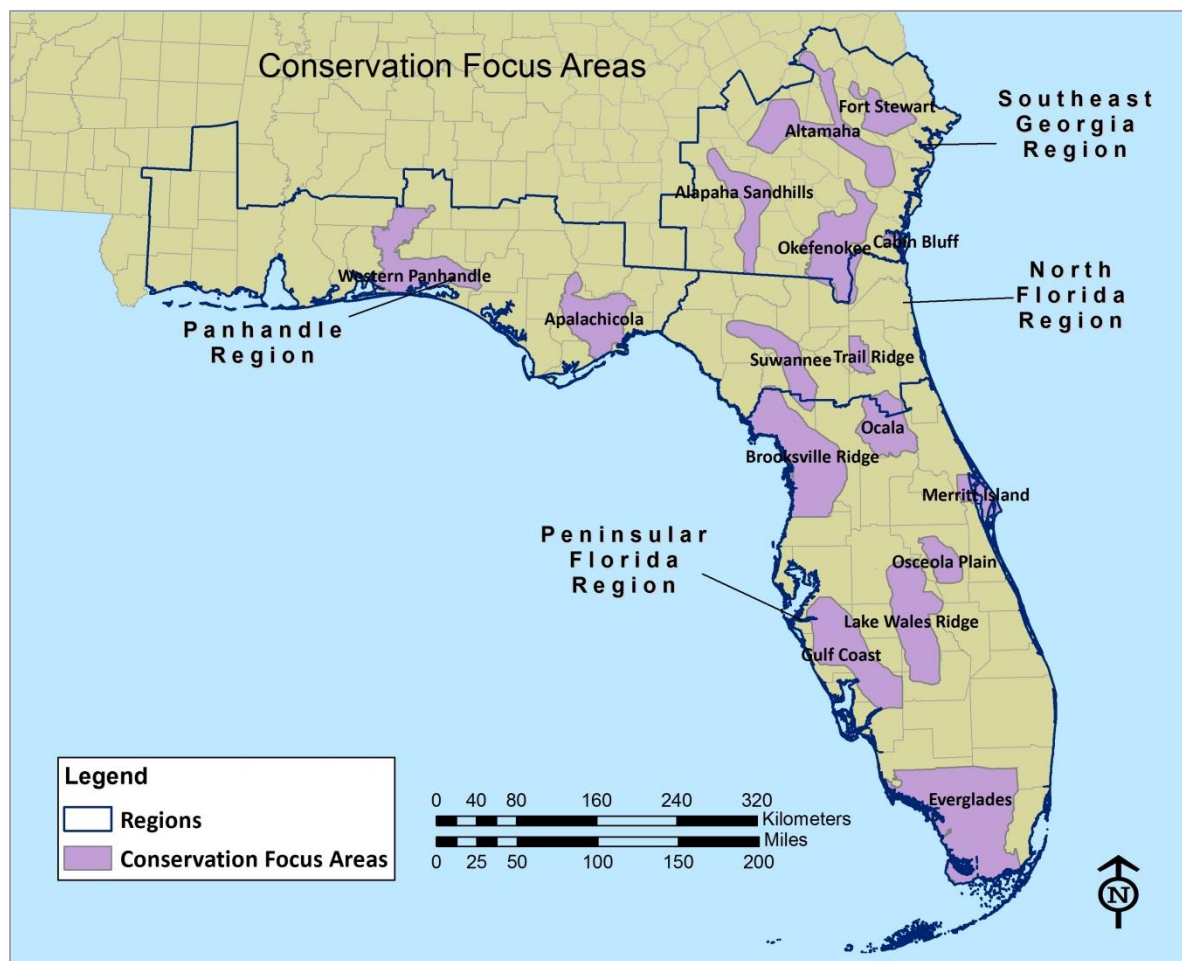 Conservation Focus Areas
Fort Stewart
Southeast
Georgia
Region
Altamaha
Alapaha Sandhills
Okefenokee
Cabin Bluff
Western Panhandle
North
Florida
Region
Panhandle
Region
Apalachicola
Suwannee
Trail Ridge
Ocala
Brooksville Ridge
Merritt Island
Peninsular
Florida
Region
Osceola Plain
Lake Wales Ridge
Gulf Coast
Everglades
Legend
Regions
Conservation Focus Areas
0 40 80 160 240 320
Kilometers
Miles
0 25 50 100 150 200
N